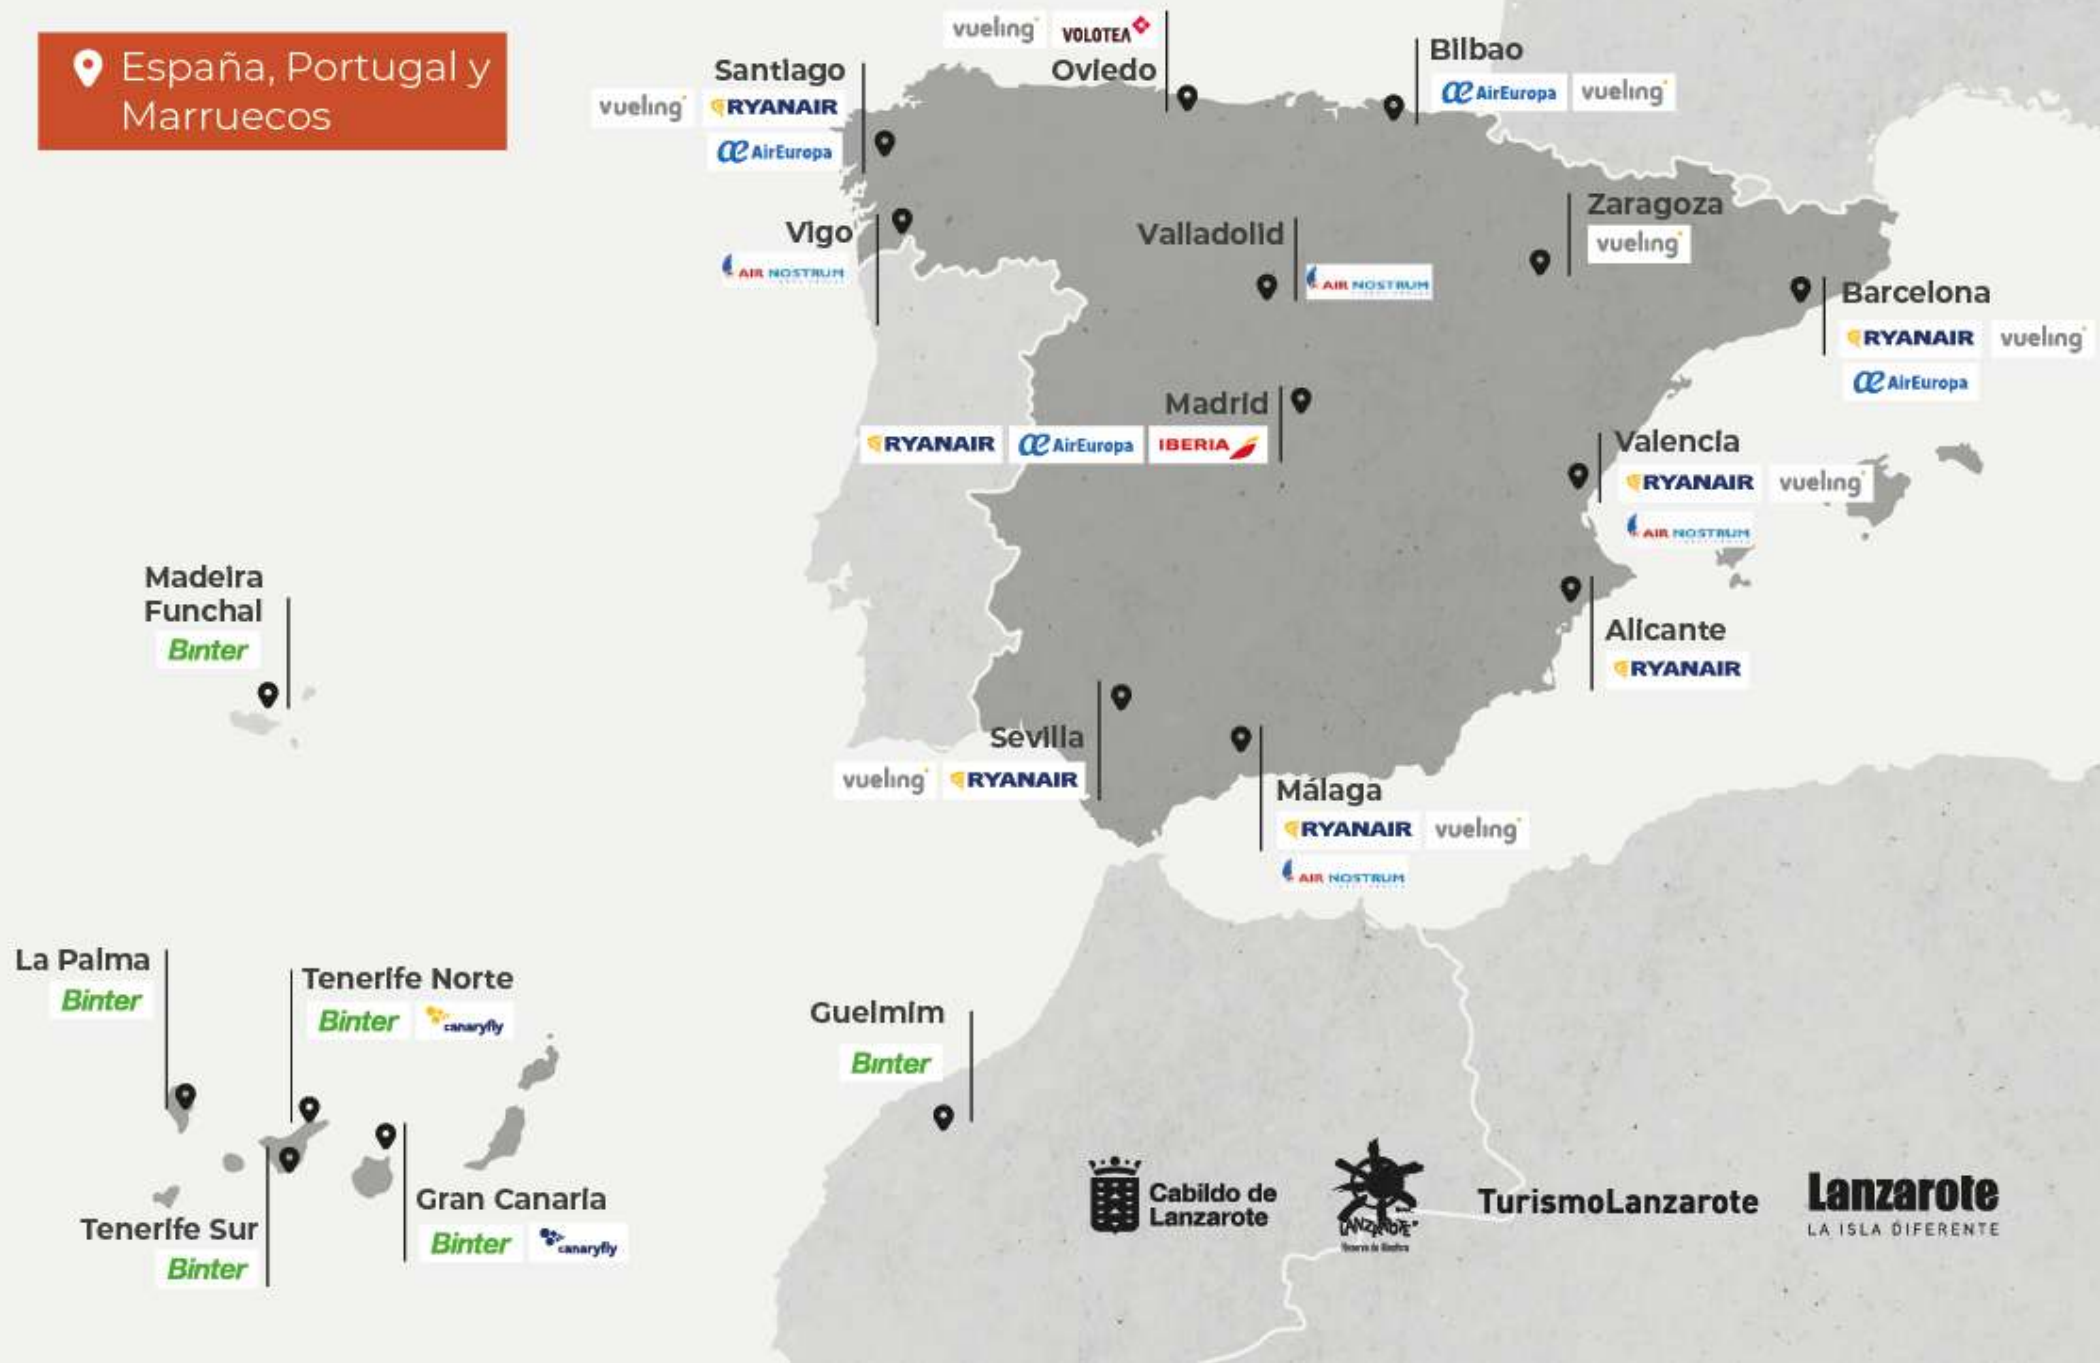 España, Portugal y
Marruecos
vueling VOLOTEA
Oviedo
Bilbao
AirEuropa vueling
Santiago
vueling RYANAIR
AirEuropa
Vigo
AIR NOSTRUM
Valladolid
AIR NOSTRUM
Zaragoza
vueling
Barcelona
RYANAIR vueling
AirEuropa
Madrid
RYANAIR AirEuropa IBERIA
Valencia
RYANAIR vueling
AIR NOSTRUM
Alicante
RYANAIR
Madeira
Funchal
Binter
Sevilla
vueling RYANAIR
Málaga
RYANAIR vueling
AIR NOSTRUM
La Palma
Binter
Tenerife Norte
Binter canaryfly
Guelmim
Binter
Tenerife Sur
Binter
Gran Canaria
Binter canaryfly
Cabildo de
Lanzarote
LANZAROTE
TurismoLanzarote
Lanzarote
LA ISLA DIFERENTE